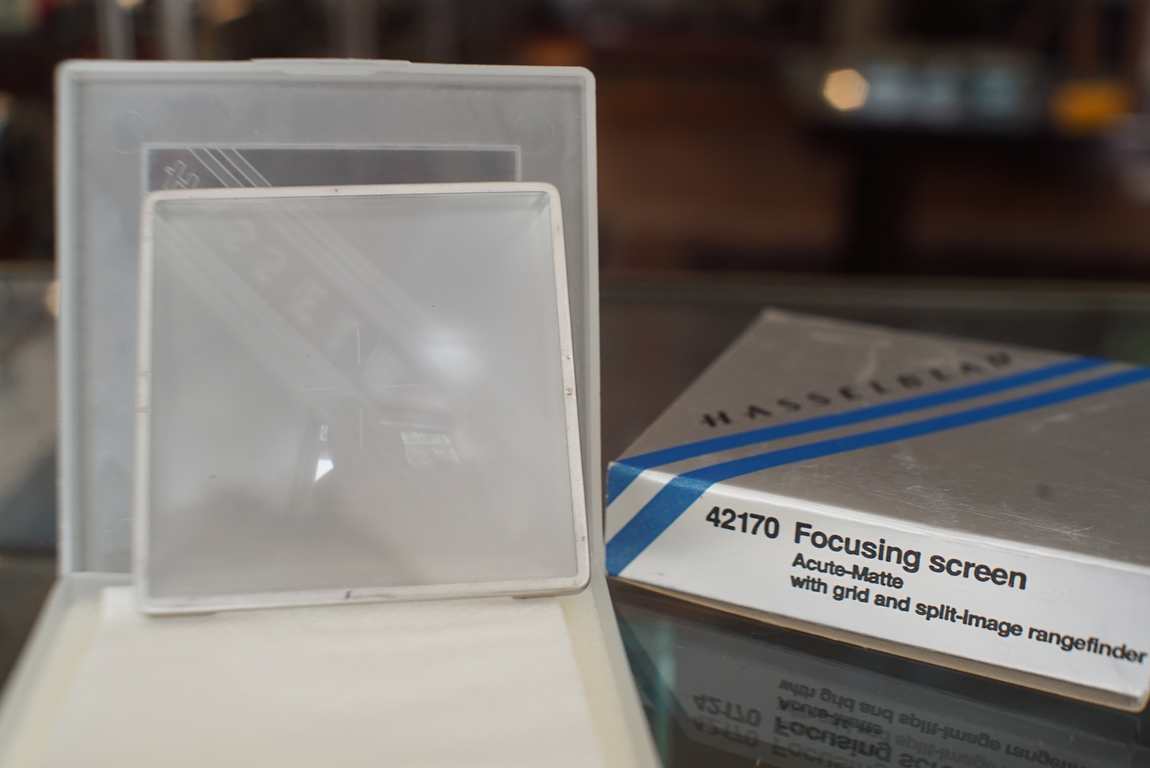 HASSELBLAD
42170 Focusing screen
Acute-Matte
with grid and split-image rangefinder